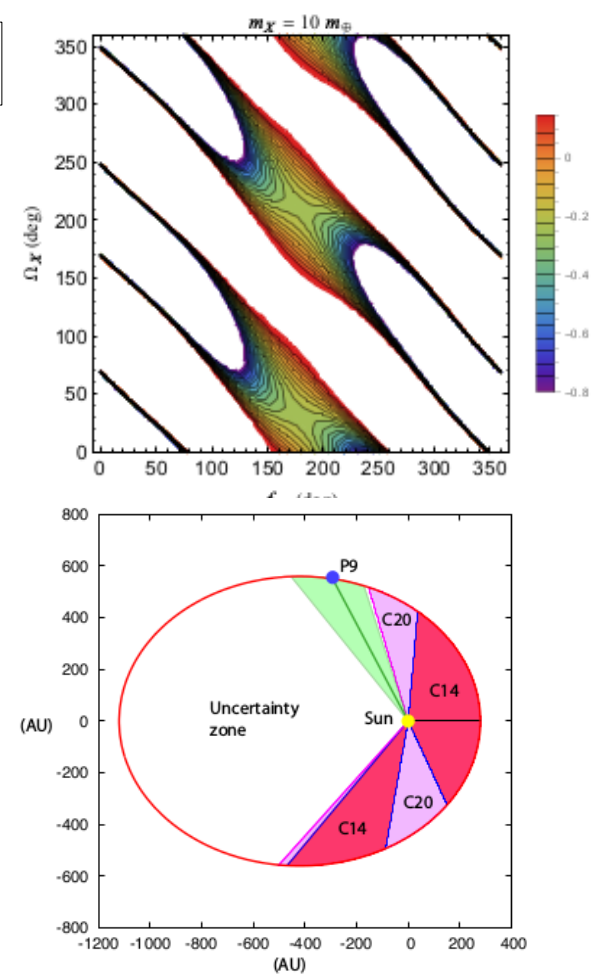 m𝒳 = 10 m⊕
350
300
250
200
150
100
50
0
Ω𝒳 (deg)
0 50 100 150 200 250 300 350
0
-0.2
-0.4
-0.6
-0.8
800
600
400
200
0
-200
-400
-600
-800
(AU)
P9
C20
C14
Sun
Uncertainty
zone
C20
C14
-1200 -1000 -800 -600 -400 -200 0 200 400
(AU)